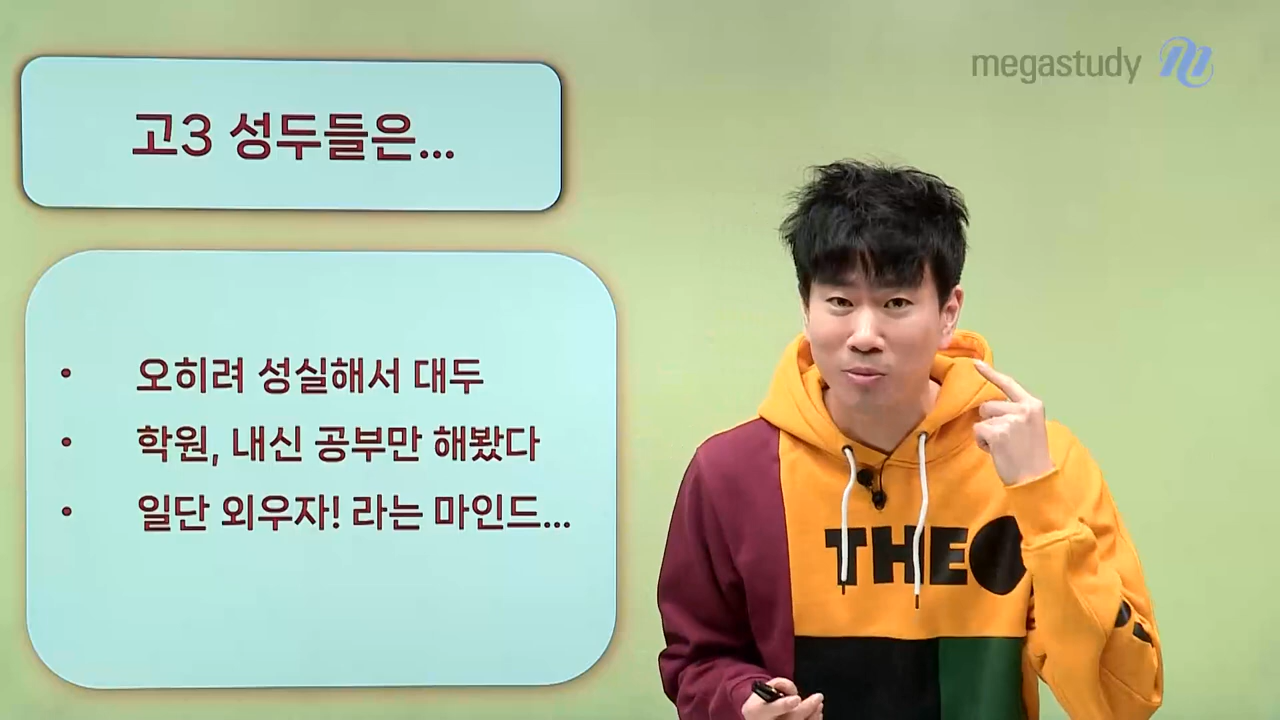 고3 성두들은...
megastudy
• 오히려 성실해서 대두
• 학원, 내신 공부만 해봤다
• 일단 외우자! 라는 마인드...
THE